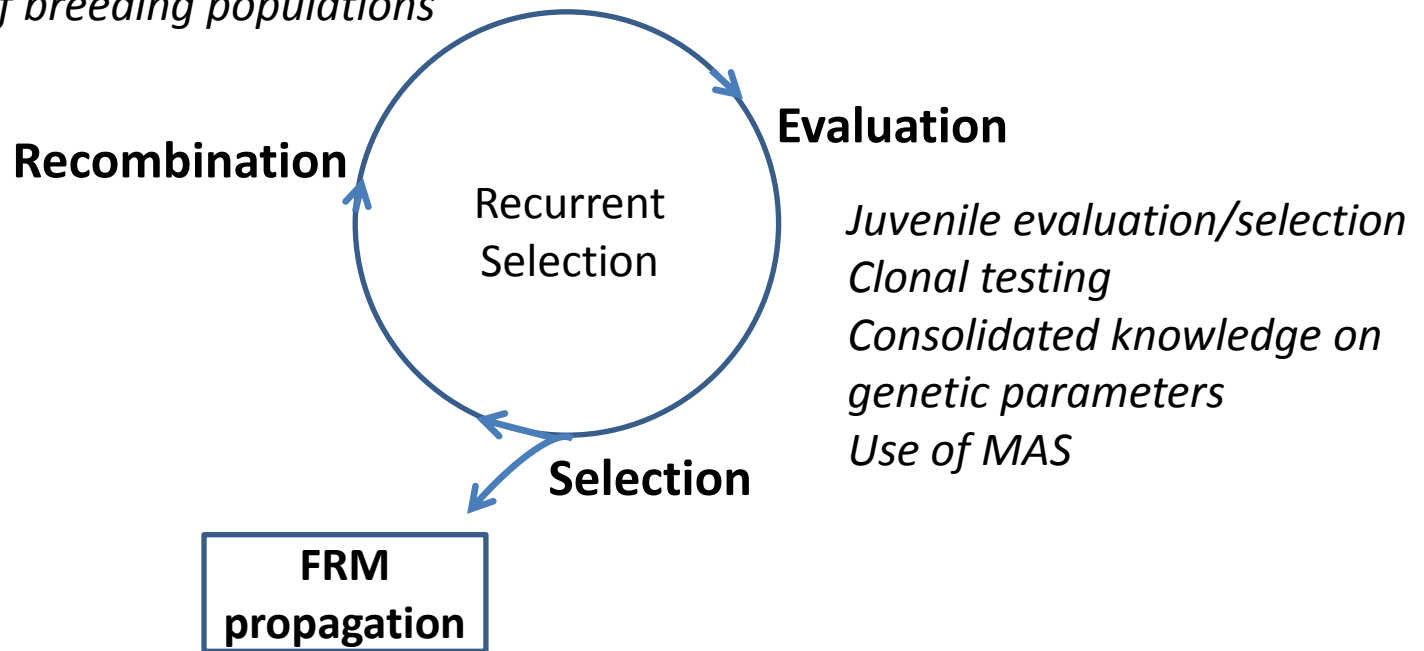 of breeding populations
Evaluation
Recombination
Recurrent
Selection
Juvenile evaluation/selection
Clonal testing
Consolidated knowledge on
genetic parameters
Use of MAS
Selection
FRM
propagation